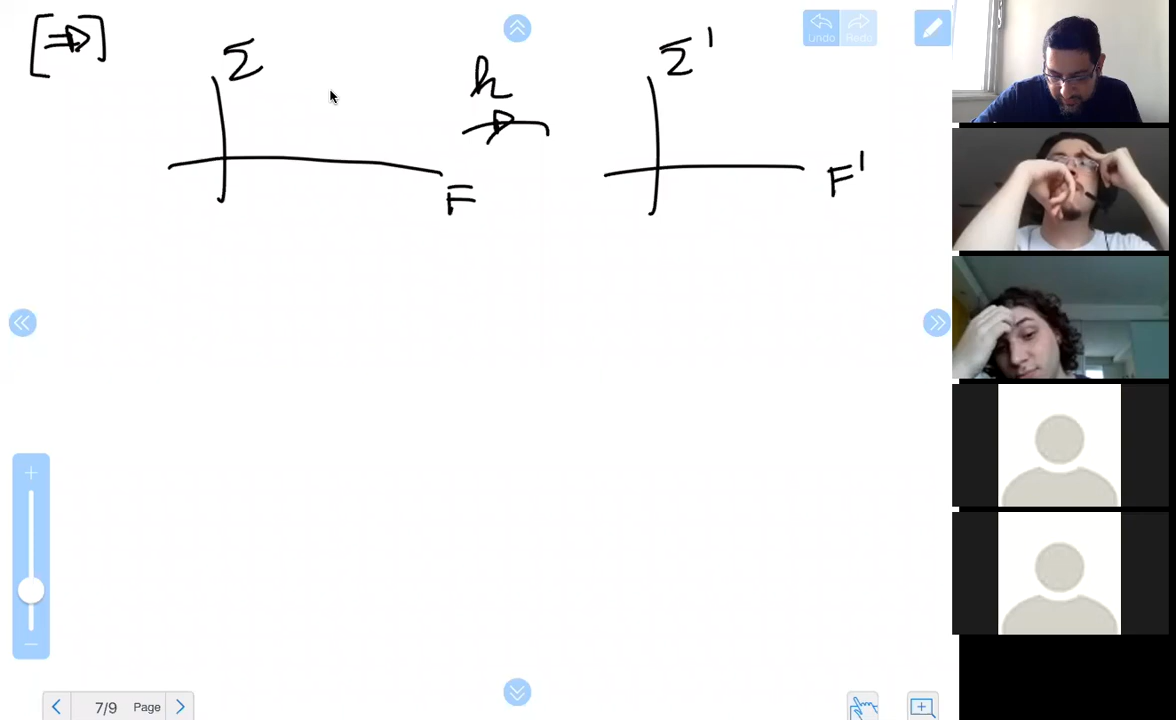 [⇒]
Σ
h
→
Σ'
F
F'
Undo
Redo
7/9 Page